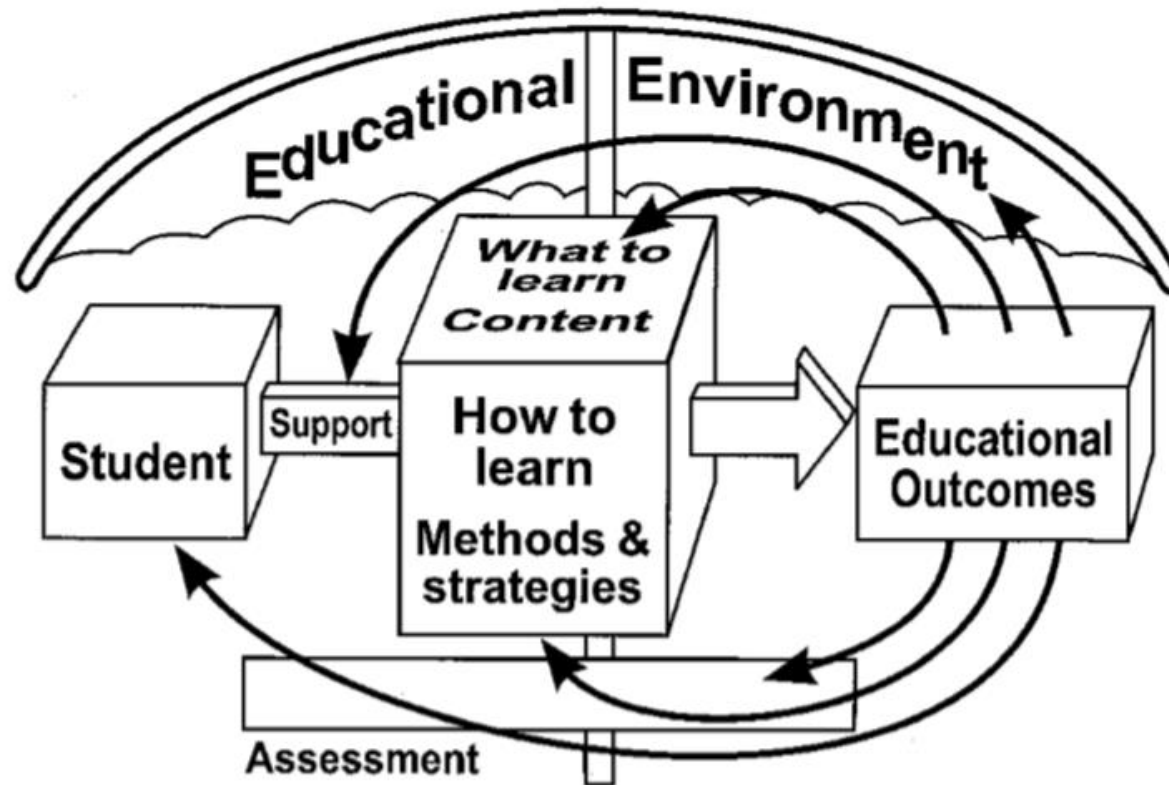 Educational Environment
What to
learn
Content
Student
Support
How to
learn
Methods &
strategies
Educational
Outcomes
Assessment